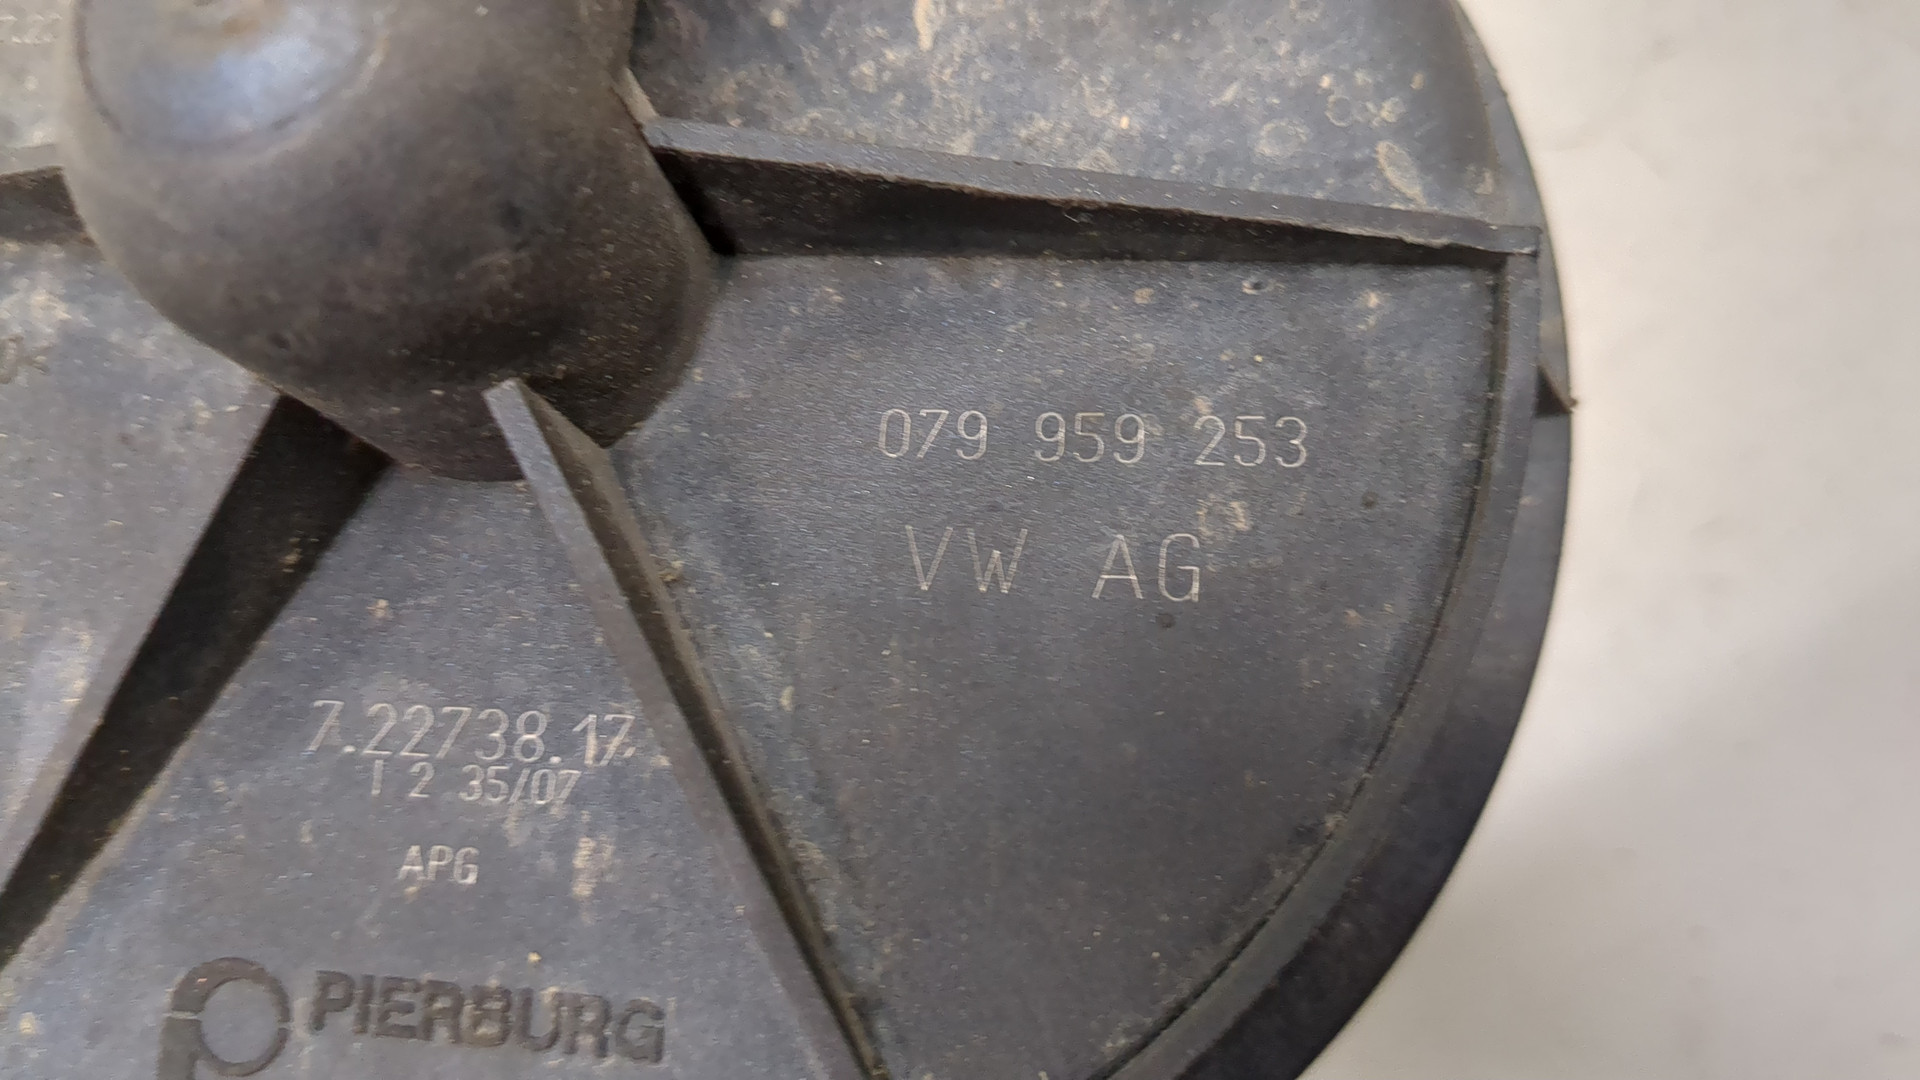 079 959 253
VW AG
7.22738.17.
1 2 35/07
APG
PIERBURG